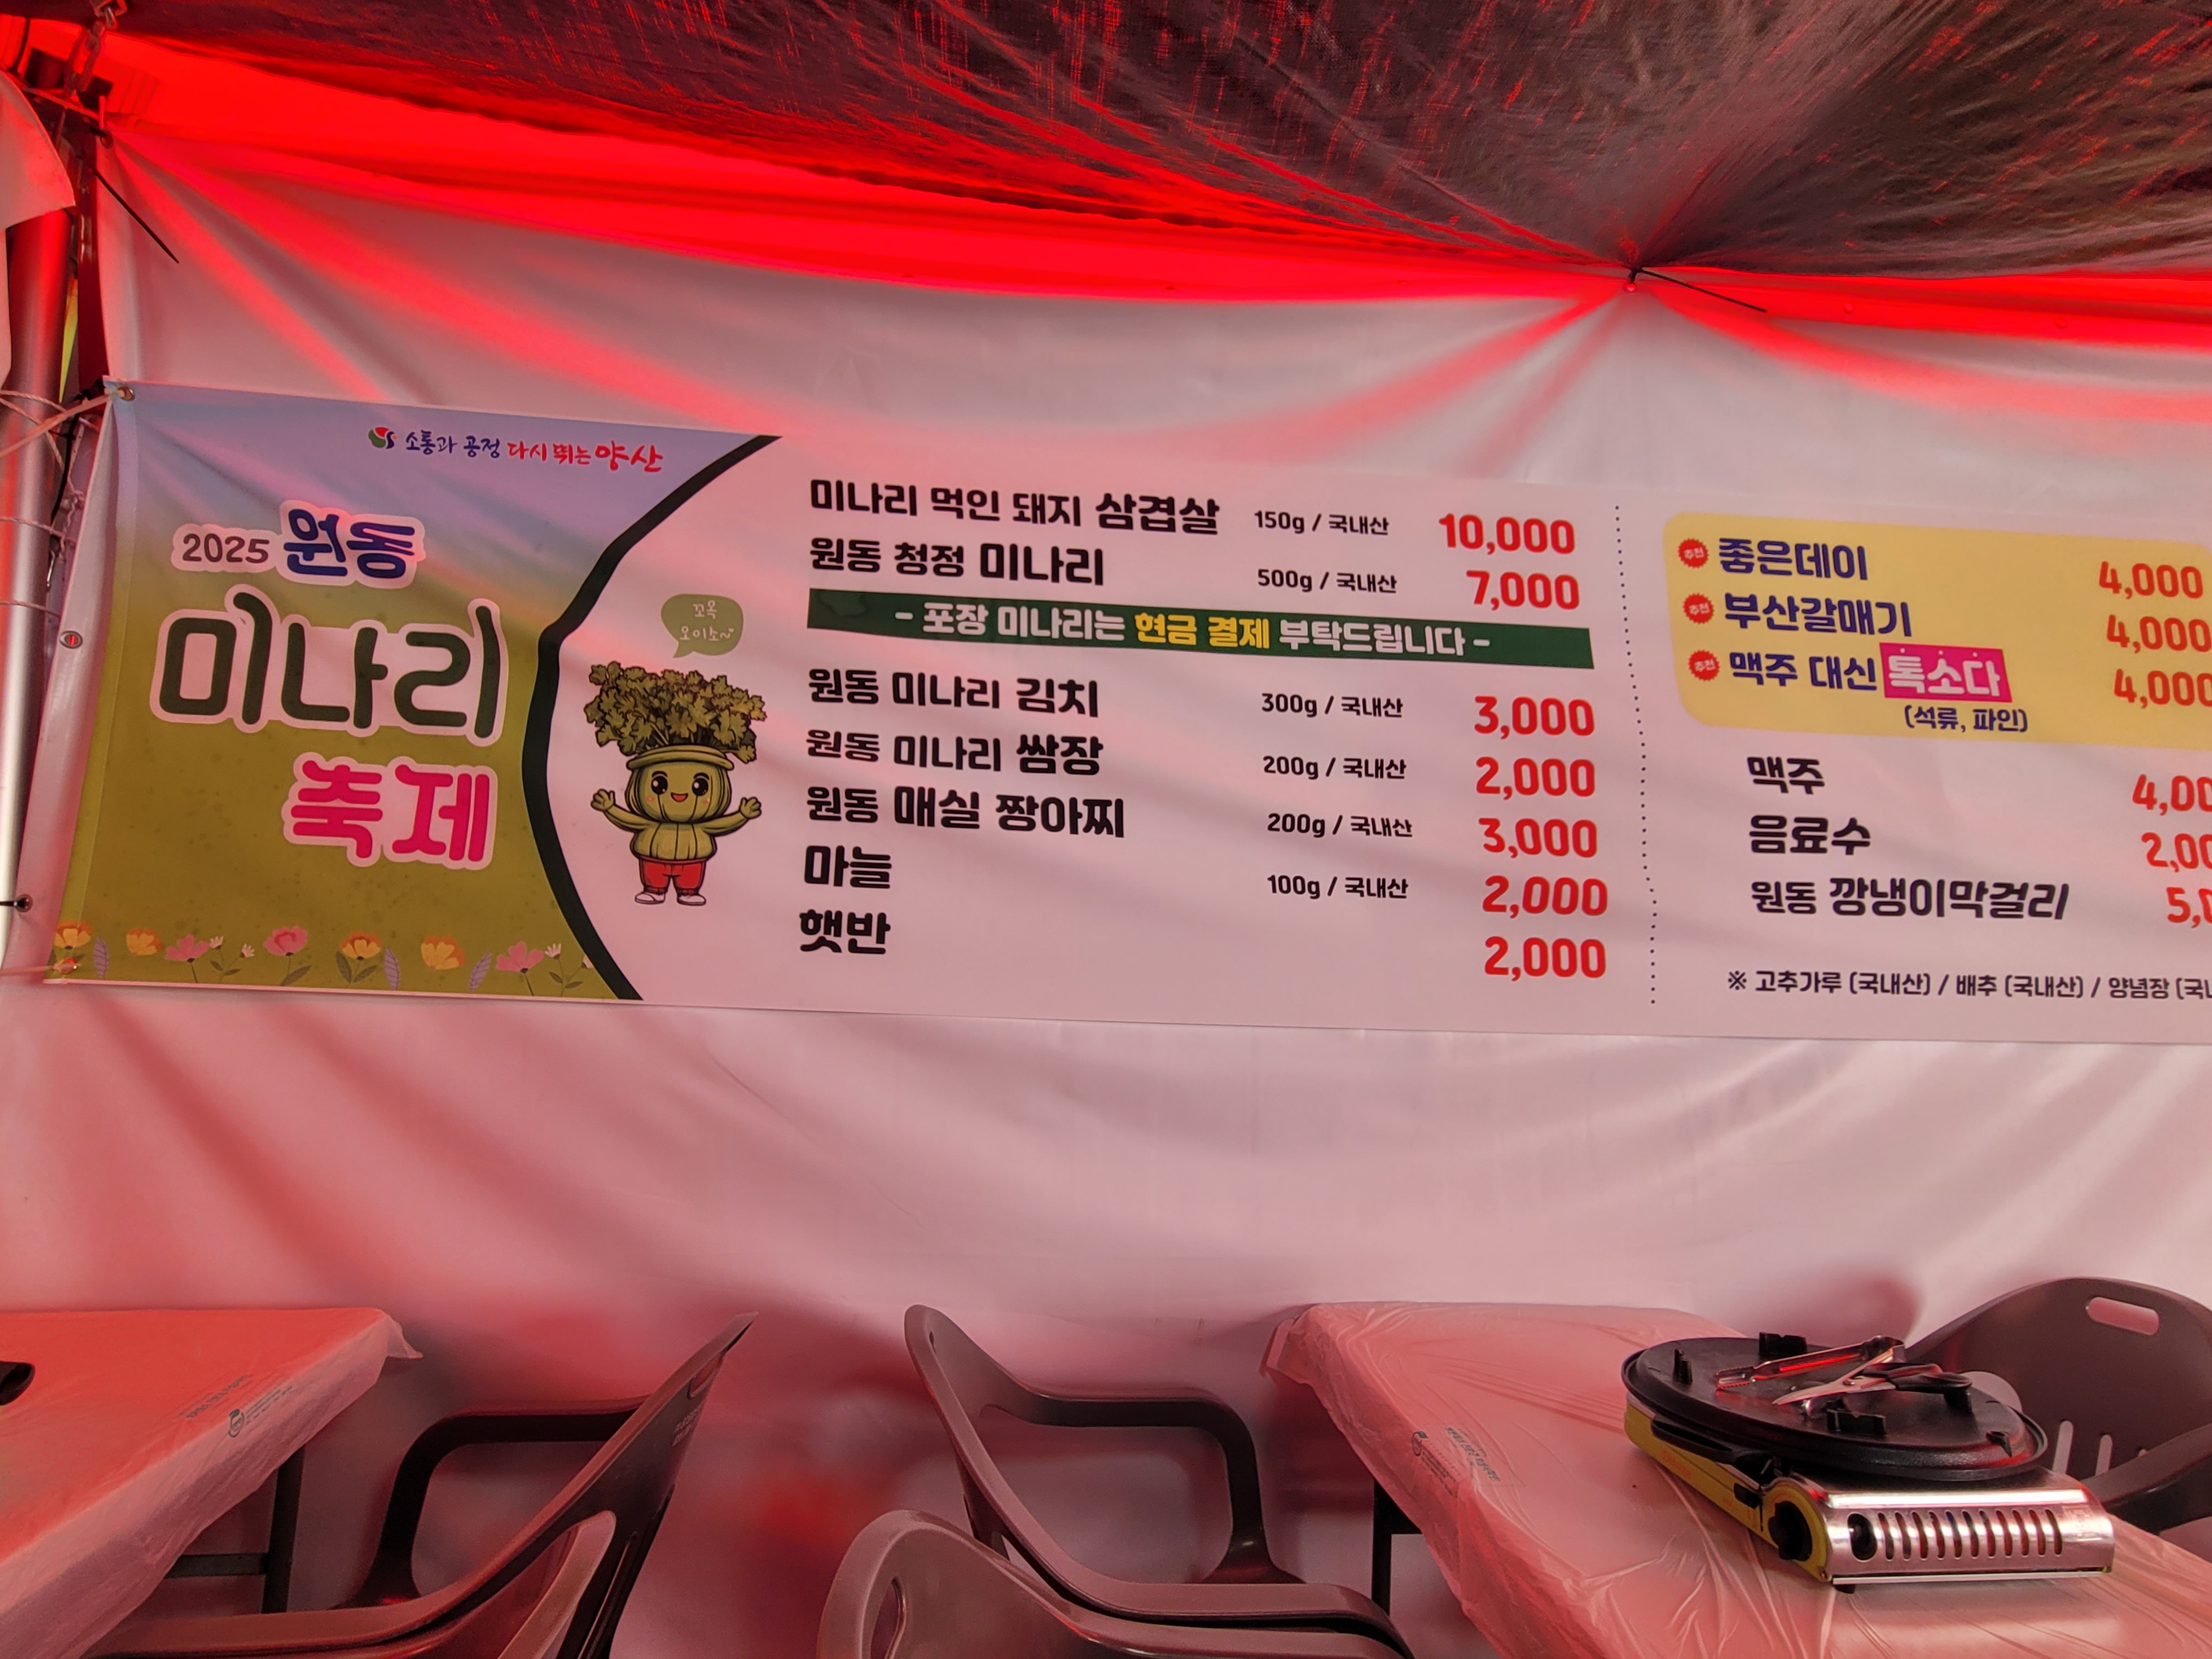 소통과 공정 다시 뛰는 양산
2025 원동
미나리
축제
꼬옥
오이소~
미나리 먹인 돼지 삼겹살 150g / 국내산 10,000
원동 청정 미나리 500g / 국내산 7,000
- 포장 미나리는 현금 결제 부탁드립니다 -
원동 미나리 김치 300g / 국내산 3,000
원동 미나리 쌈장 200g / 국내산 2,000
원동 매실 짱아찌 200g / 국내산 3,000
마늘 100g / 국내산 2,000
햇반 2,000
추천 좋은데이 4,000
추천 부산갈매기 4,000
추천 맥주 대신 톡소다 4,000
(석류, 파인)
맥주 4,00
음료수 2,00
원동 깡냉이막걸리 5,0
※ 고추가루 (국내산) / 배추 (국내산) / 양념장 (국내